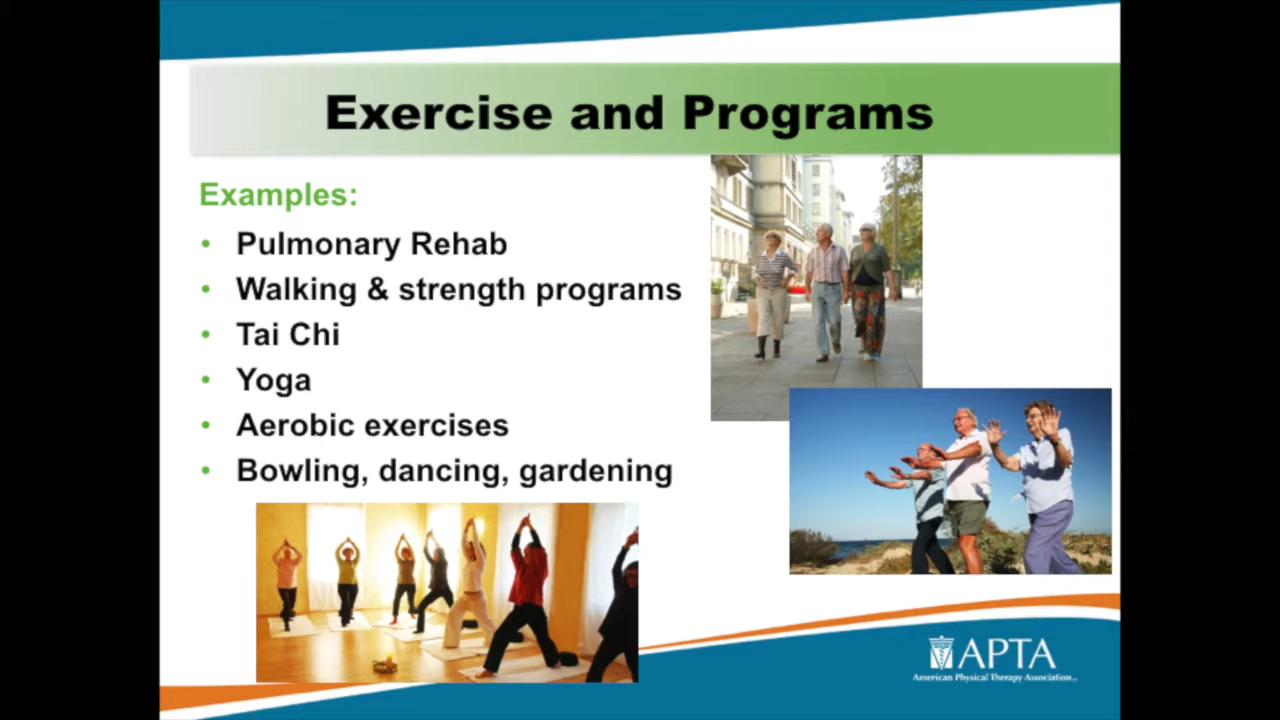 Exercise and Programs
Examples:
• Pulmonary Rehab
• Walking & strength programs
• Tai Chi
• Yoga
• Aerobic exercises
• Bowling, dancing, gardening
APTA
American Physical Therapy Association